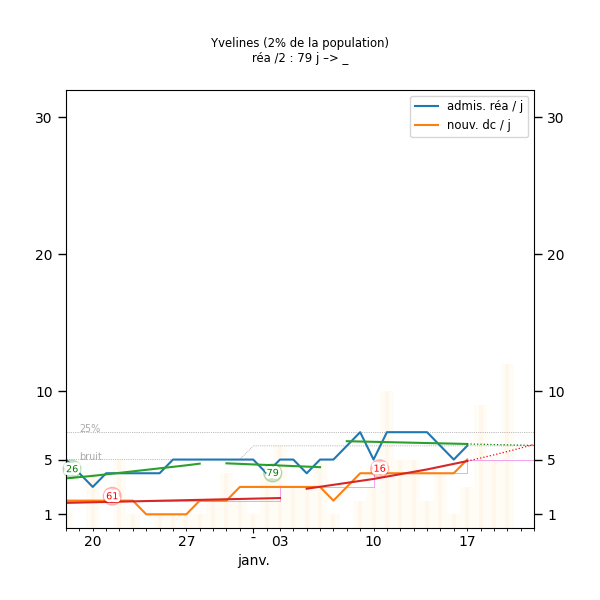 Yvelines (2% de la population)
réa /2 : 79 j –> _
admis. réa / j
nouv. dc / j
30 30
20 20
10 10
25%
bruit
5 5
26 79 16
61
1 1
20 27 - 03 10 17
janv.